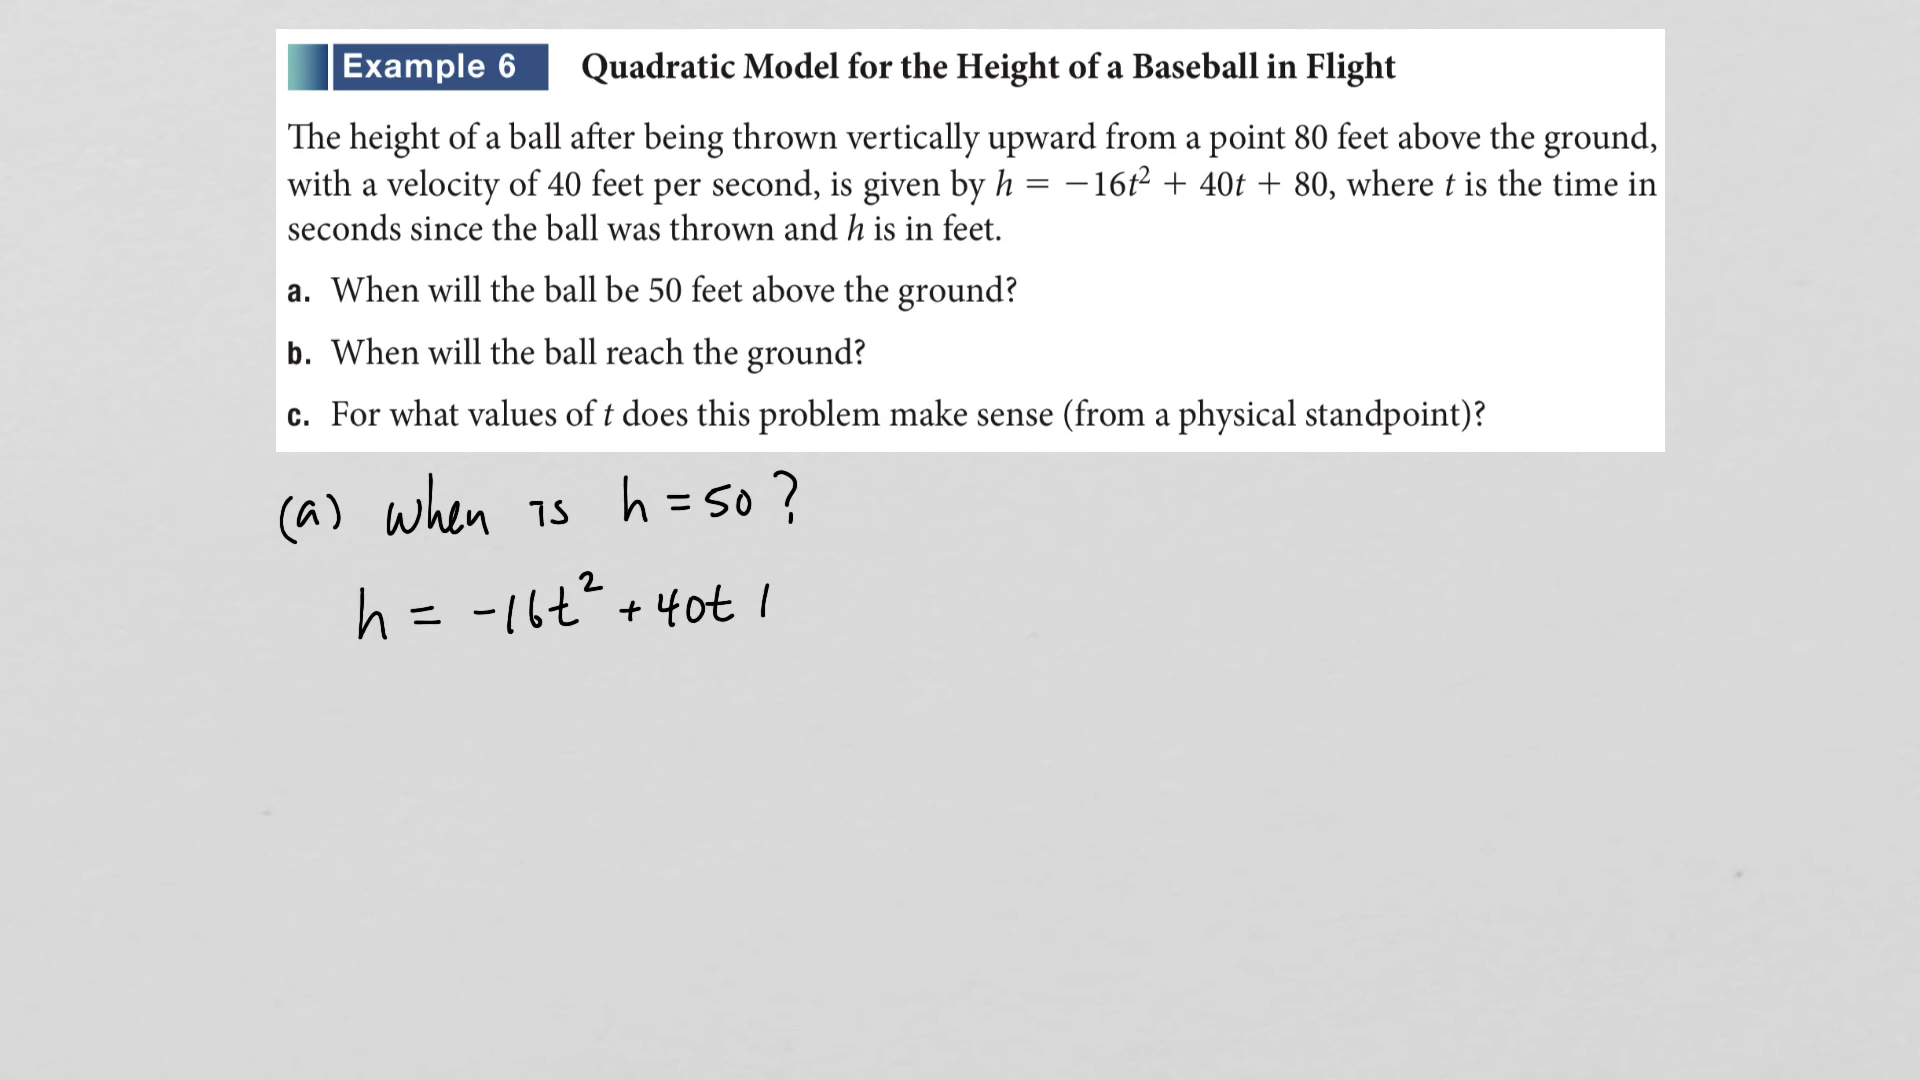 Example 6 Quadratic Model for the Height of a Baseball in Flight
The height of a ball after being thrown vertically upward from a point 80 feet above the ground,
with a velocity of 40 feet per second, is given by h = −16t² + 40t + 80, where t is the time in
seconds since the ball was thrown and h is in feet.
a. When will the ball be 50 feet above the ground?
b. When will the ball reach the ground?
c. For what values of t does this problem make sense (from a physical standpoint)?
(a) when is h = 50 ?
h = -16t² + 40t |